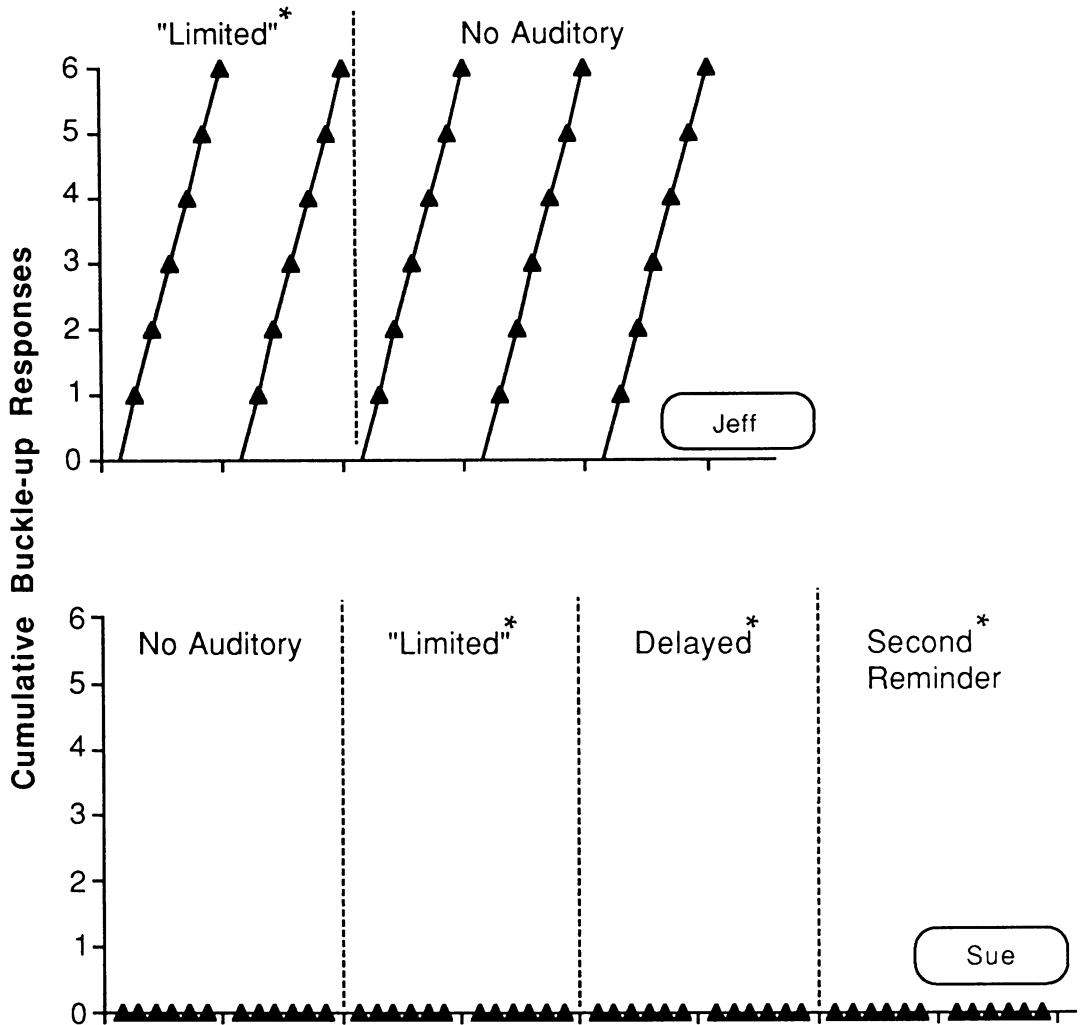 "Limited"*
No Auditory
6
5
4
3
2
1
0
Jeff
Cumulative Buckle-up Responses
6
5
4
3
2
1
0
No Auditory
"Limited"*
Delayed*
Second*
Reminder
Sue